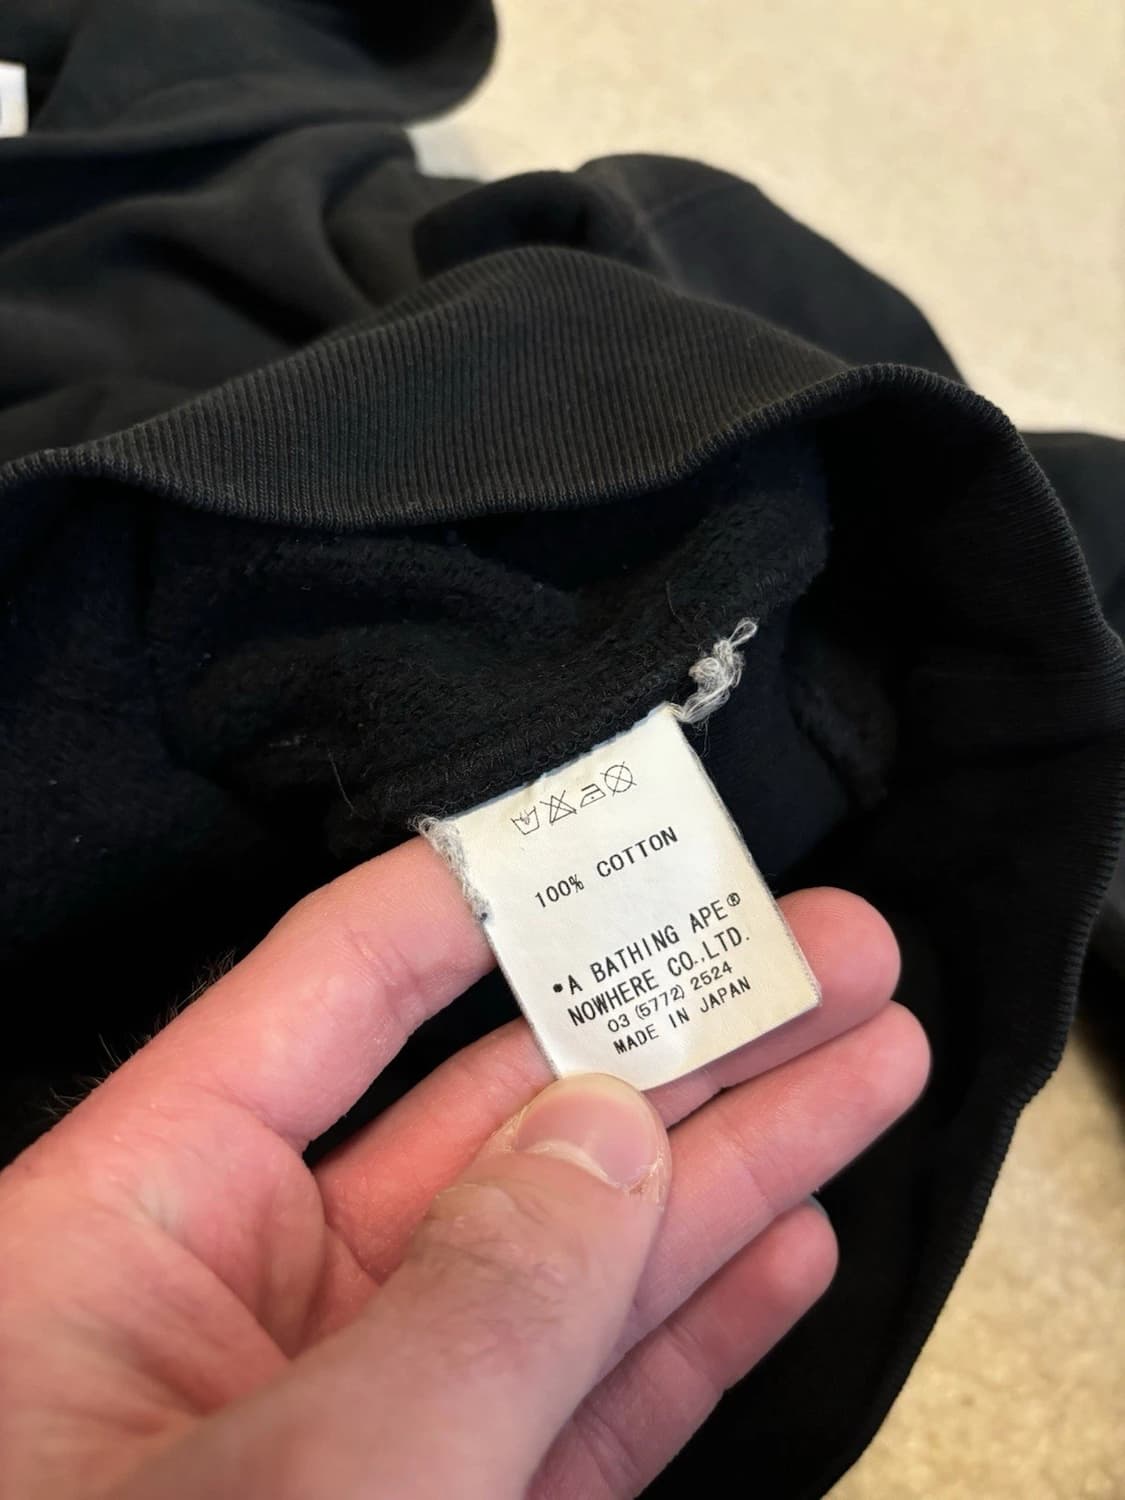 100% COTTON
*A BATHING APE®
NOWHERE CO.,LTD.
03 (5772) 2524
MADE IN JAPAN